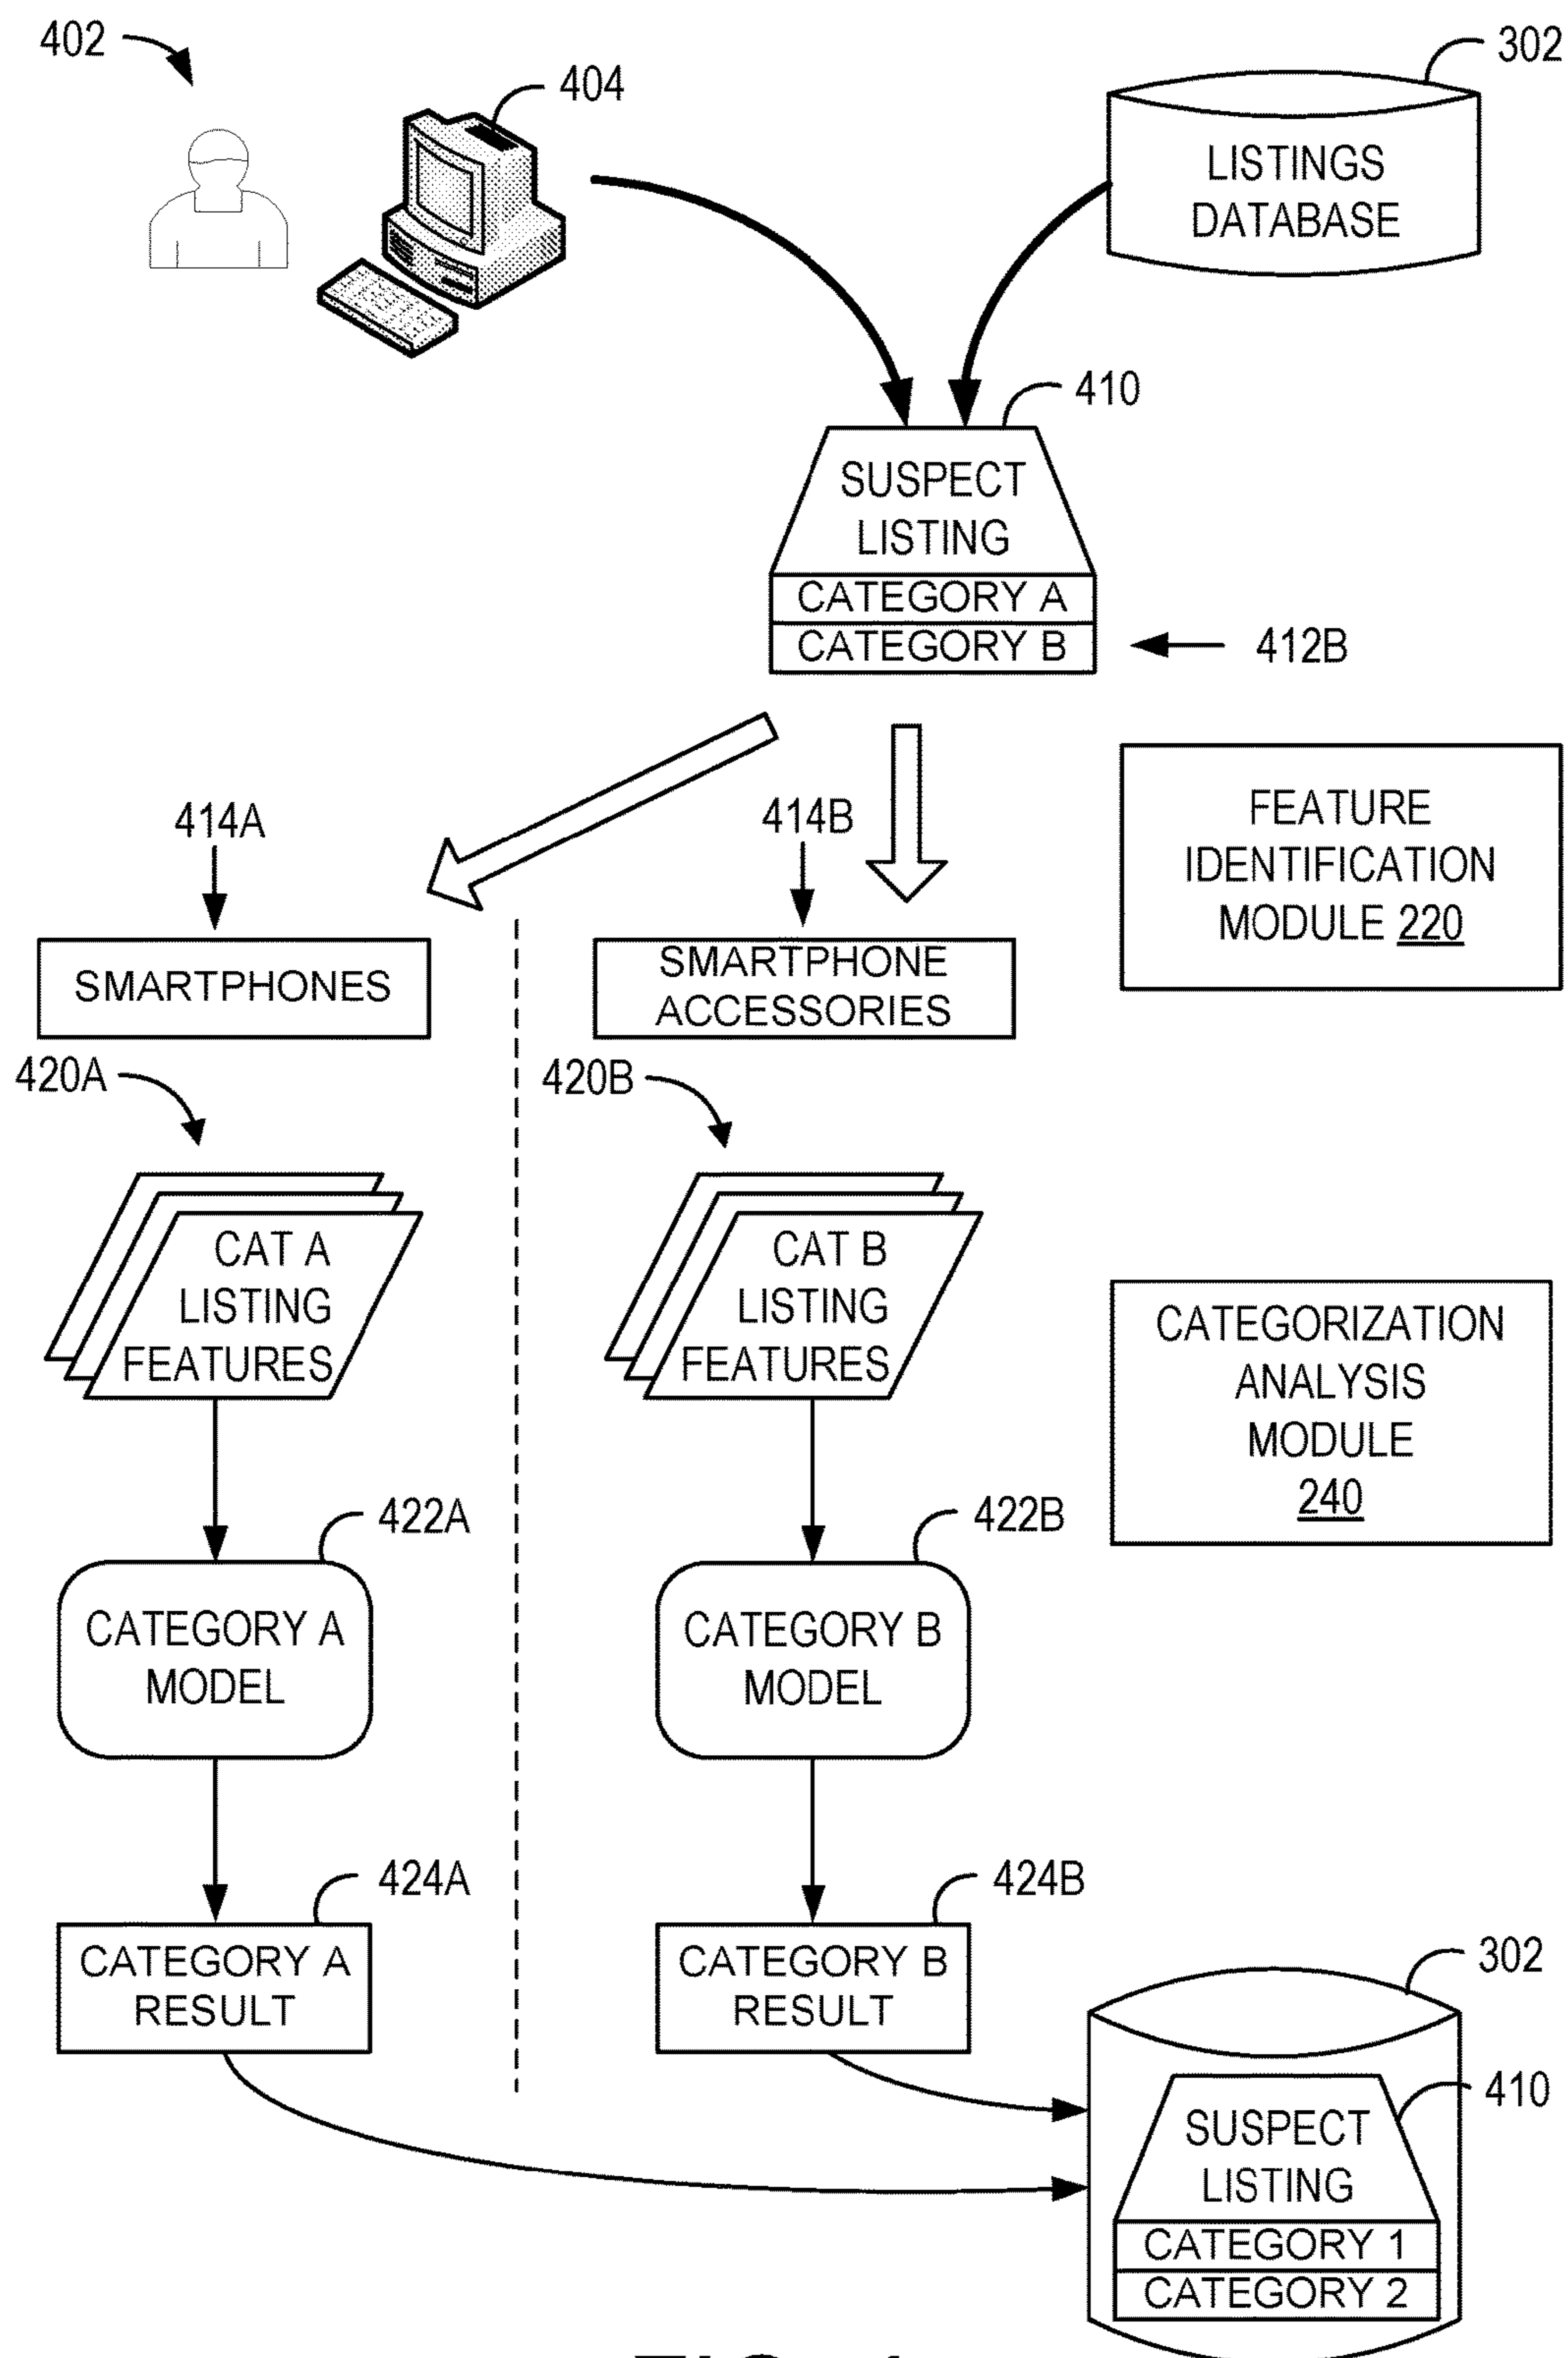 402
404
302
LISTINGS
DATABASE
410
SUSPECT
LISTING
CATEGORY A
CATEGORY B
412B
414A
414B
FEATURE
IDENTIFICATION
MODULE 220
SMARTPHONES
SMARTPHONE
ACCESSORIES
420A
420B
CAT A
LISTING
FEATURES
CAT B
LISTING
FEATURES
CATEGORIZATION
ANALYSIS
MODULE
240
422A
422B
CATEGORY A
MODEL
CATEGORY B
MODEL
424A
424B
CATEGORY A
RESULT
CATEGORY B
RESULT
302
410
SUSPECT
LISTING
CATEGORY 1
CATEGORY 2